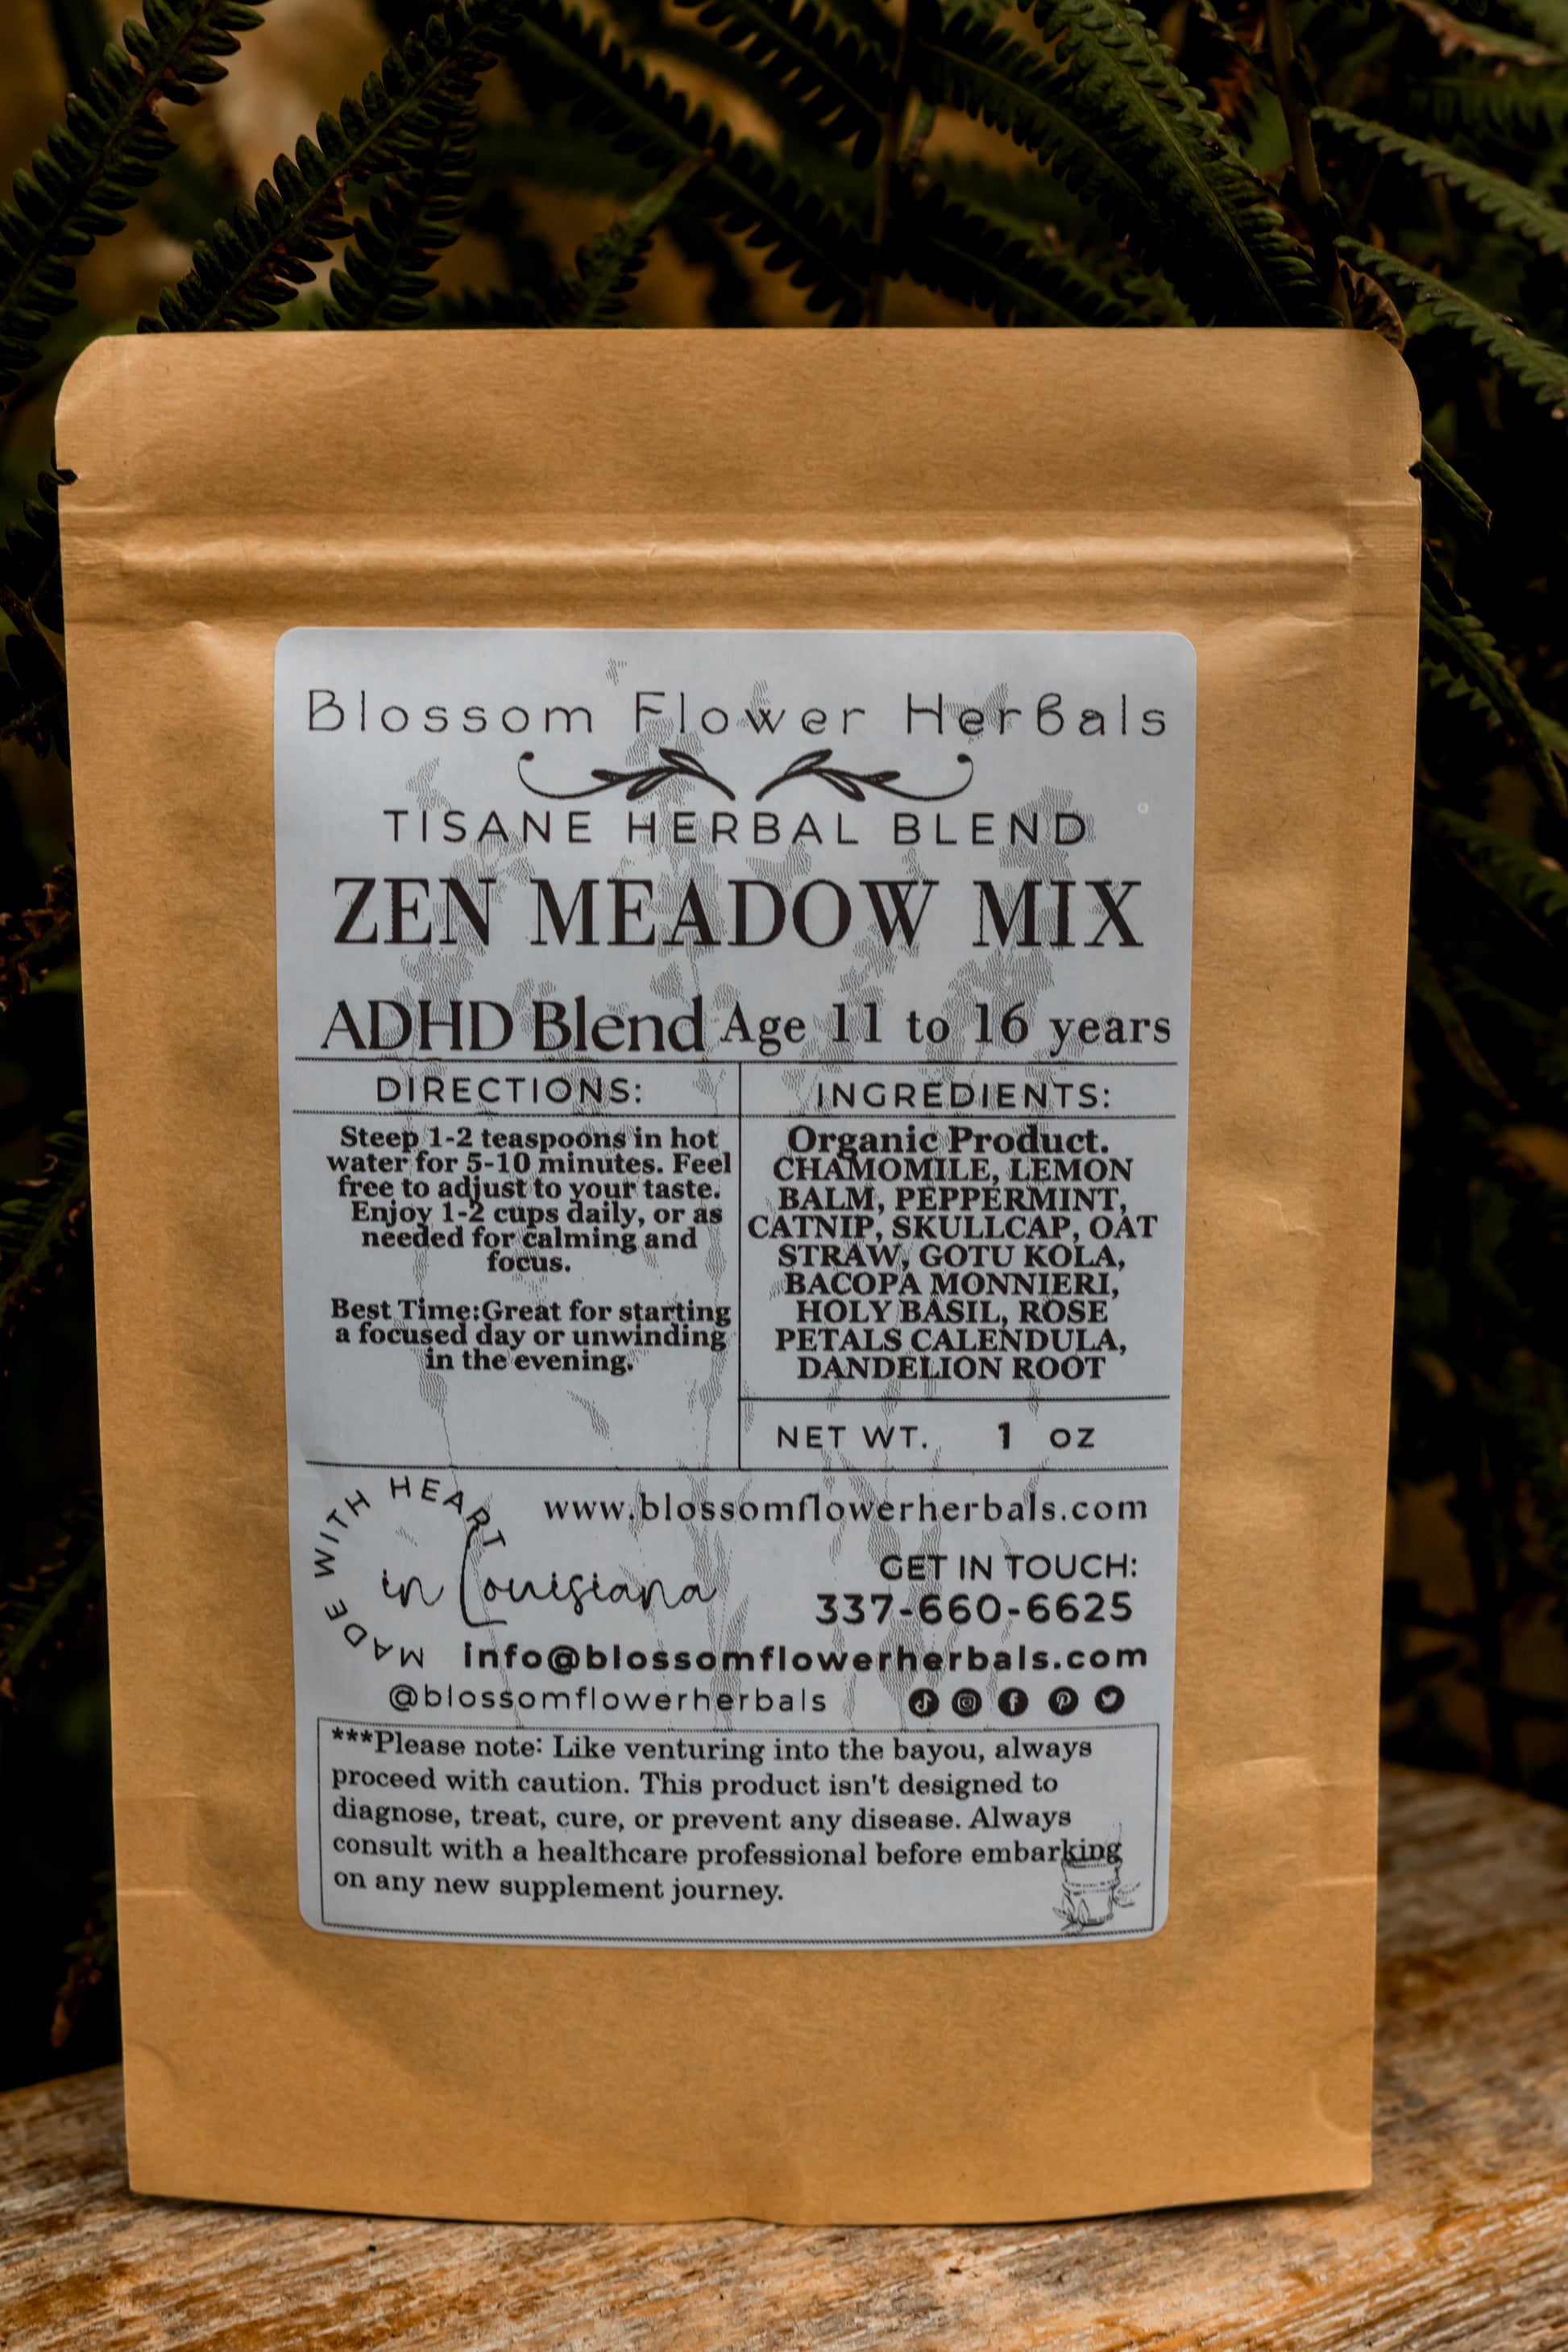 Blossom Flower Herbals
TISANE HERBAL BLEND
ZEN MEADOW MIX
ADHD Blend Age 11 to 16 years
DIRECTIONS:
Steep 1-2 teaspoons in hot
water for 5-10 minutes. Feel
free to adjust to your taste.
Enjoy 1-2 cups daily, or as
needed for calming and
focus.
Best Time:Great for starting
a focused day or unwinding
in the evening.
INGREDIENTS:
Organic Product.
CHAMOMILE, LEMON
BALM, PEPPERMINT,
CATNIP, SKULLCAP, OAT
STRAW, GOTU KOLA,
BACOPA MONNIERI,
HOLY BASIL, ROSE
PETALS CALENDULA,
DANDELION ROOT
NET WT. 1 oz
MADE WITH HEART
in Louisiana
www.blossomflowerherbals.com
GET IN TOUCH:
337-660-6625
info@blossomflowerherbals.com
@blossomflowerherbals
***Please note: Like venturing into the bayou, always
proceed with caution. This product isn't designed to
diagnose, treat, cure, or prevent any disease. Always
consult with a healthcare professional before embarking
on any new supplement journey.